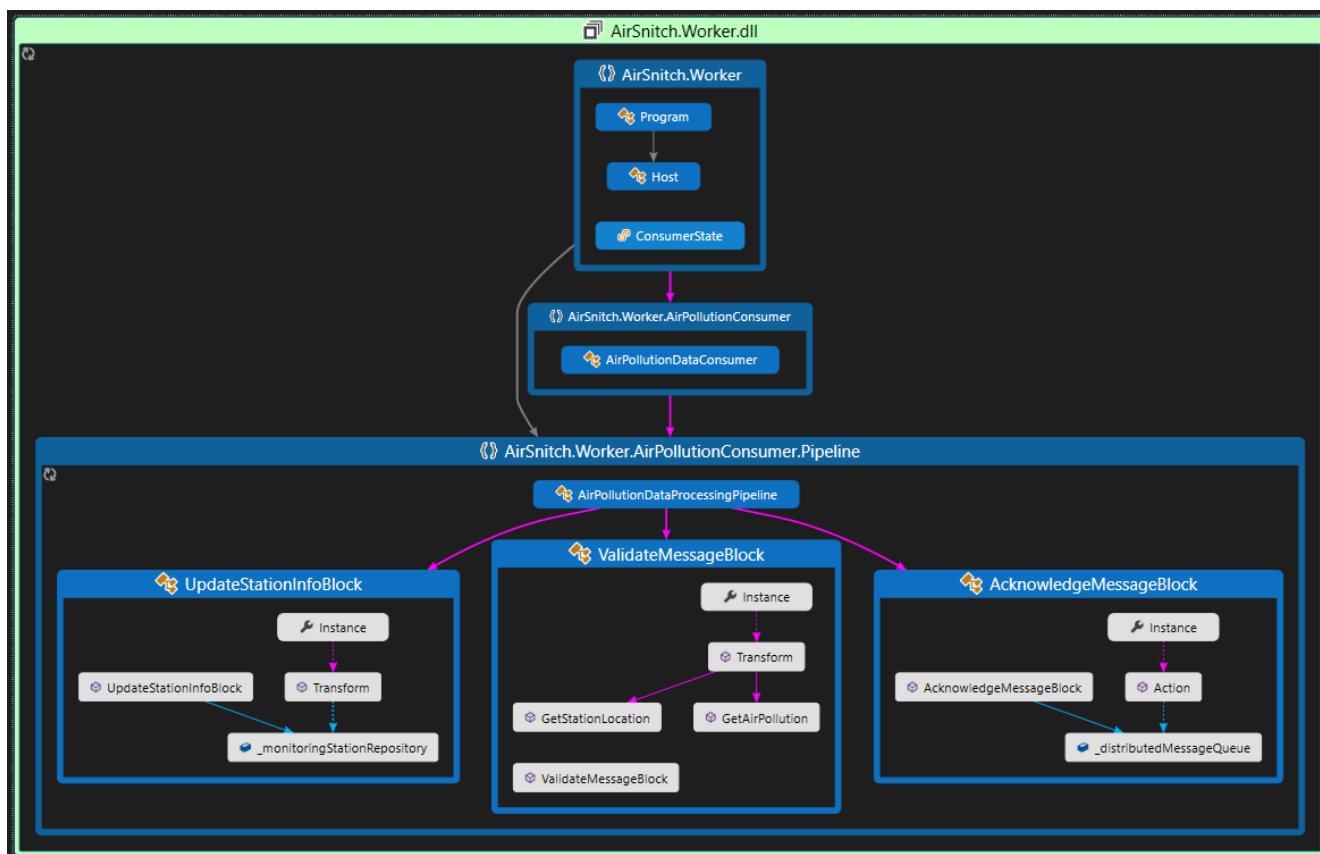 AirSnitch.Worker.dll
AirSnitch.Worker
Program
Host
ConsumerState
AirSnitch.Worker.AirPollutionConsumer
AirPollutionDataConsumer
AirSnitch.Worker.AirPollutionConsumer.Pipeline
AirPollutionDataProcessingPipeline
UpdateStationInfoBlock
Instance
UpdateStationInfoBlock
Transform
_monitoringStationRepository
ValidateMessageBlock
Instance
Transform
GetStationLocation
GetAirPollution
ValidateMessageBlock
AcknowledgeMessageBlock
Instance
AcknowledgeMessageBlock
Action
_distributedMessageQueue